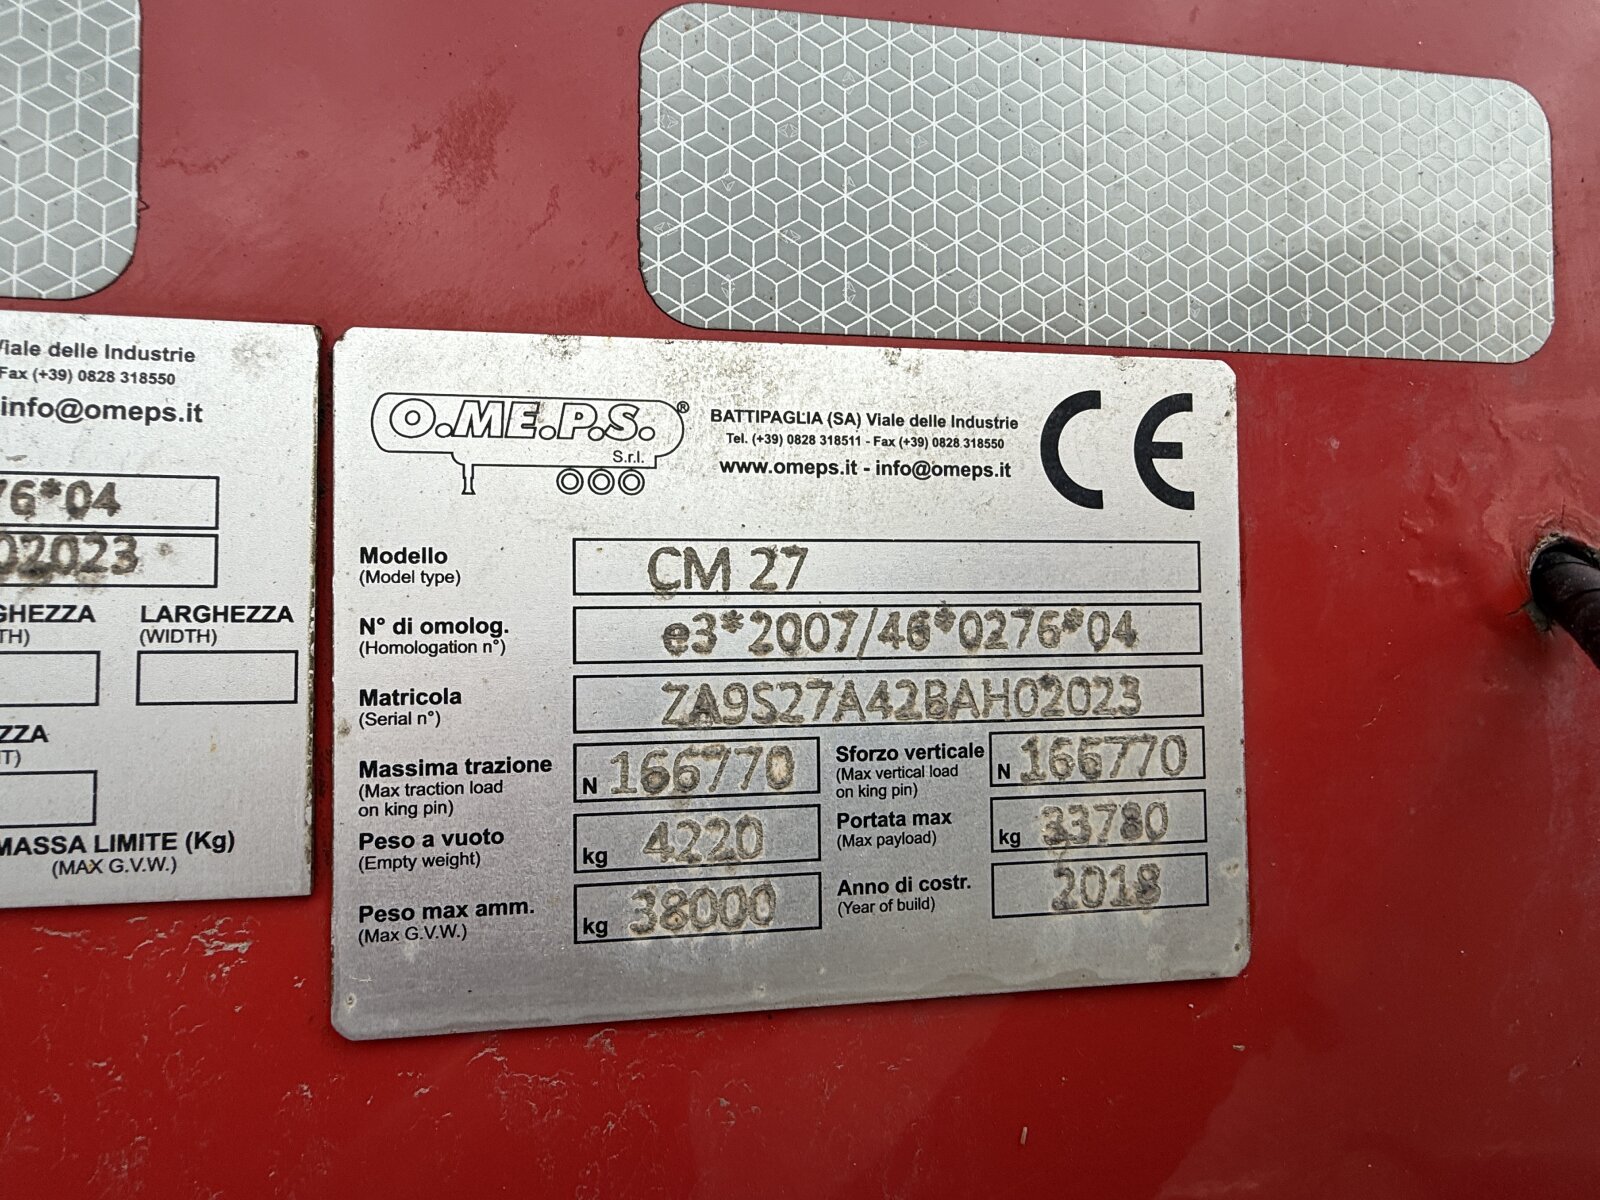 Viale delle Industrie
Fax (+39) 0828 318550
info@omeps.it
76*04
02023
GHEZZA LARGHEZZA
TH) (WIDTH)
ZZA
T)
MASSA LIMITE (Kg)
(MAX G.V.W.)
O.ME.P.S.®
S.r.l.
BATTIPAGLIA (SA) Viale delle Industrie
Tel. (+39) 0828 318511 - Fax (+39) 0828 318550
www.omeps.it - info@omeps.it
CE
Modello
(Model type)
CM 27
N° di omolog.
(Homologation n°)
e3*2007/46*0276*04
Matricola
(Serial n°)
ZA9S27A42BAH02023
Massima trazione
(Max traction load
on king pin)
N 166770
Sforzo verticale
(Max vertical load
on king pin)
N 166770
Peso a vuoto
(Empty weight)
kg 4220
Portata max
(Max payload)
kg 33780
Peso max amm.
(Max G.V.W.)
kg 38000
Anno di costr.
(Year of build)
2018